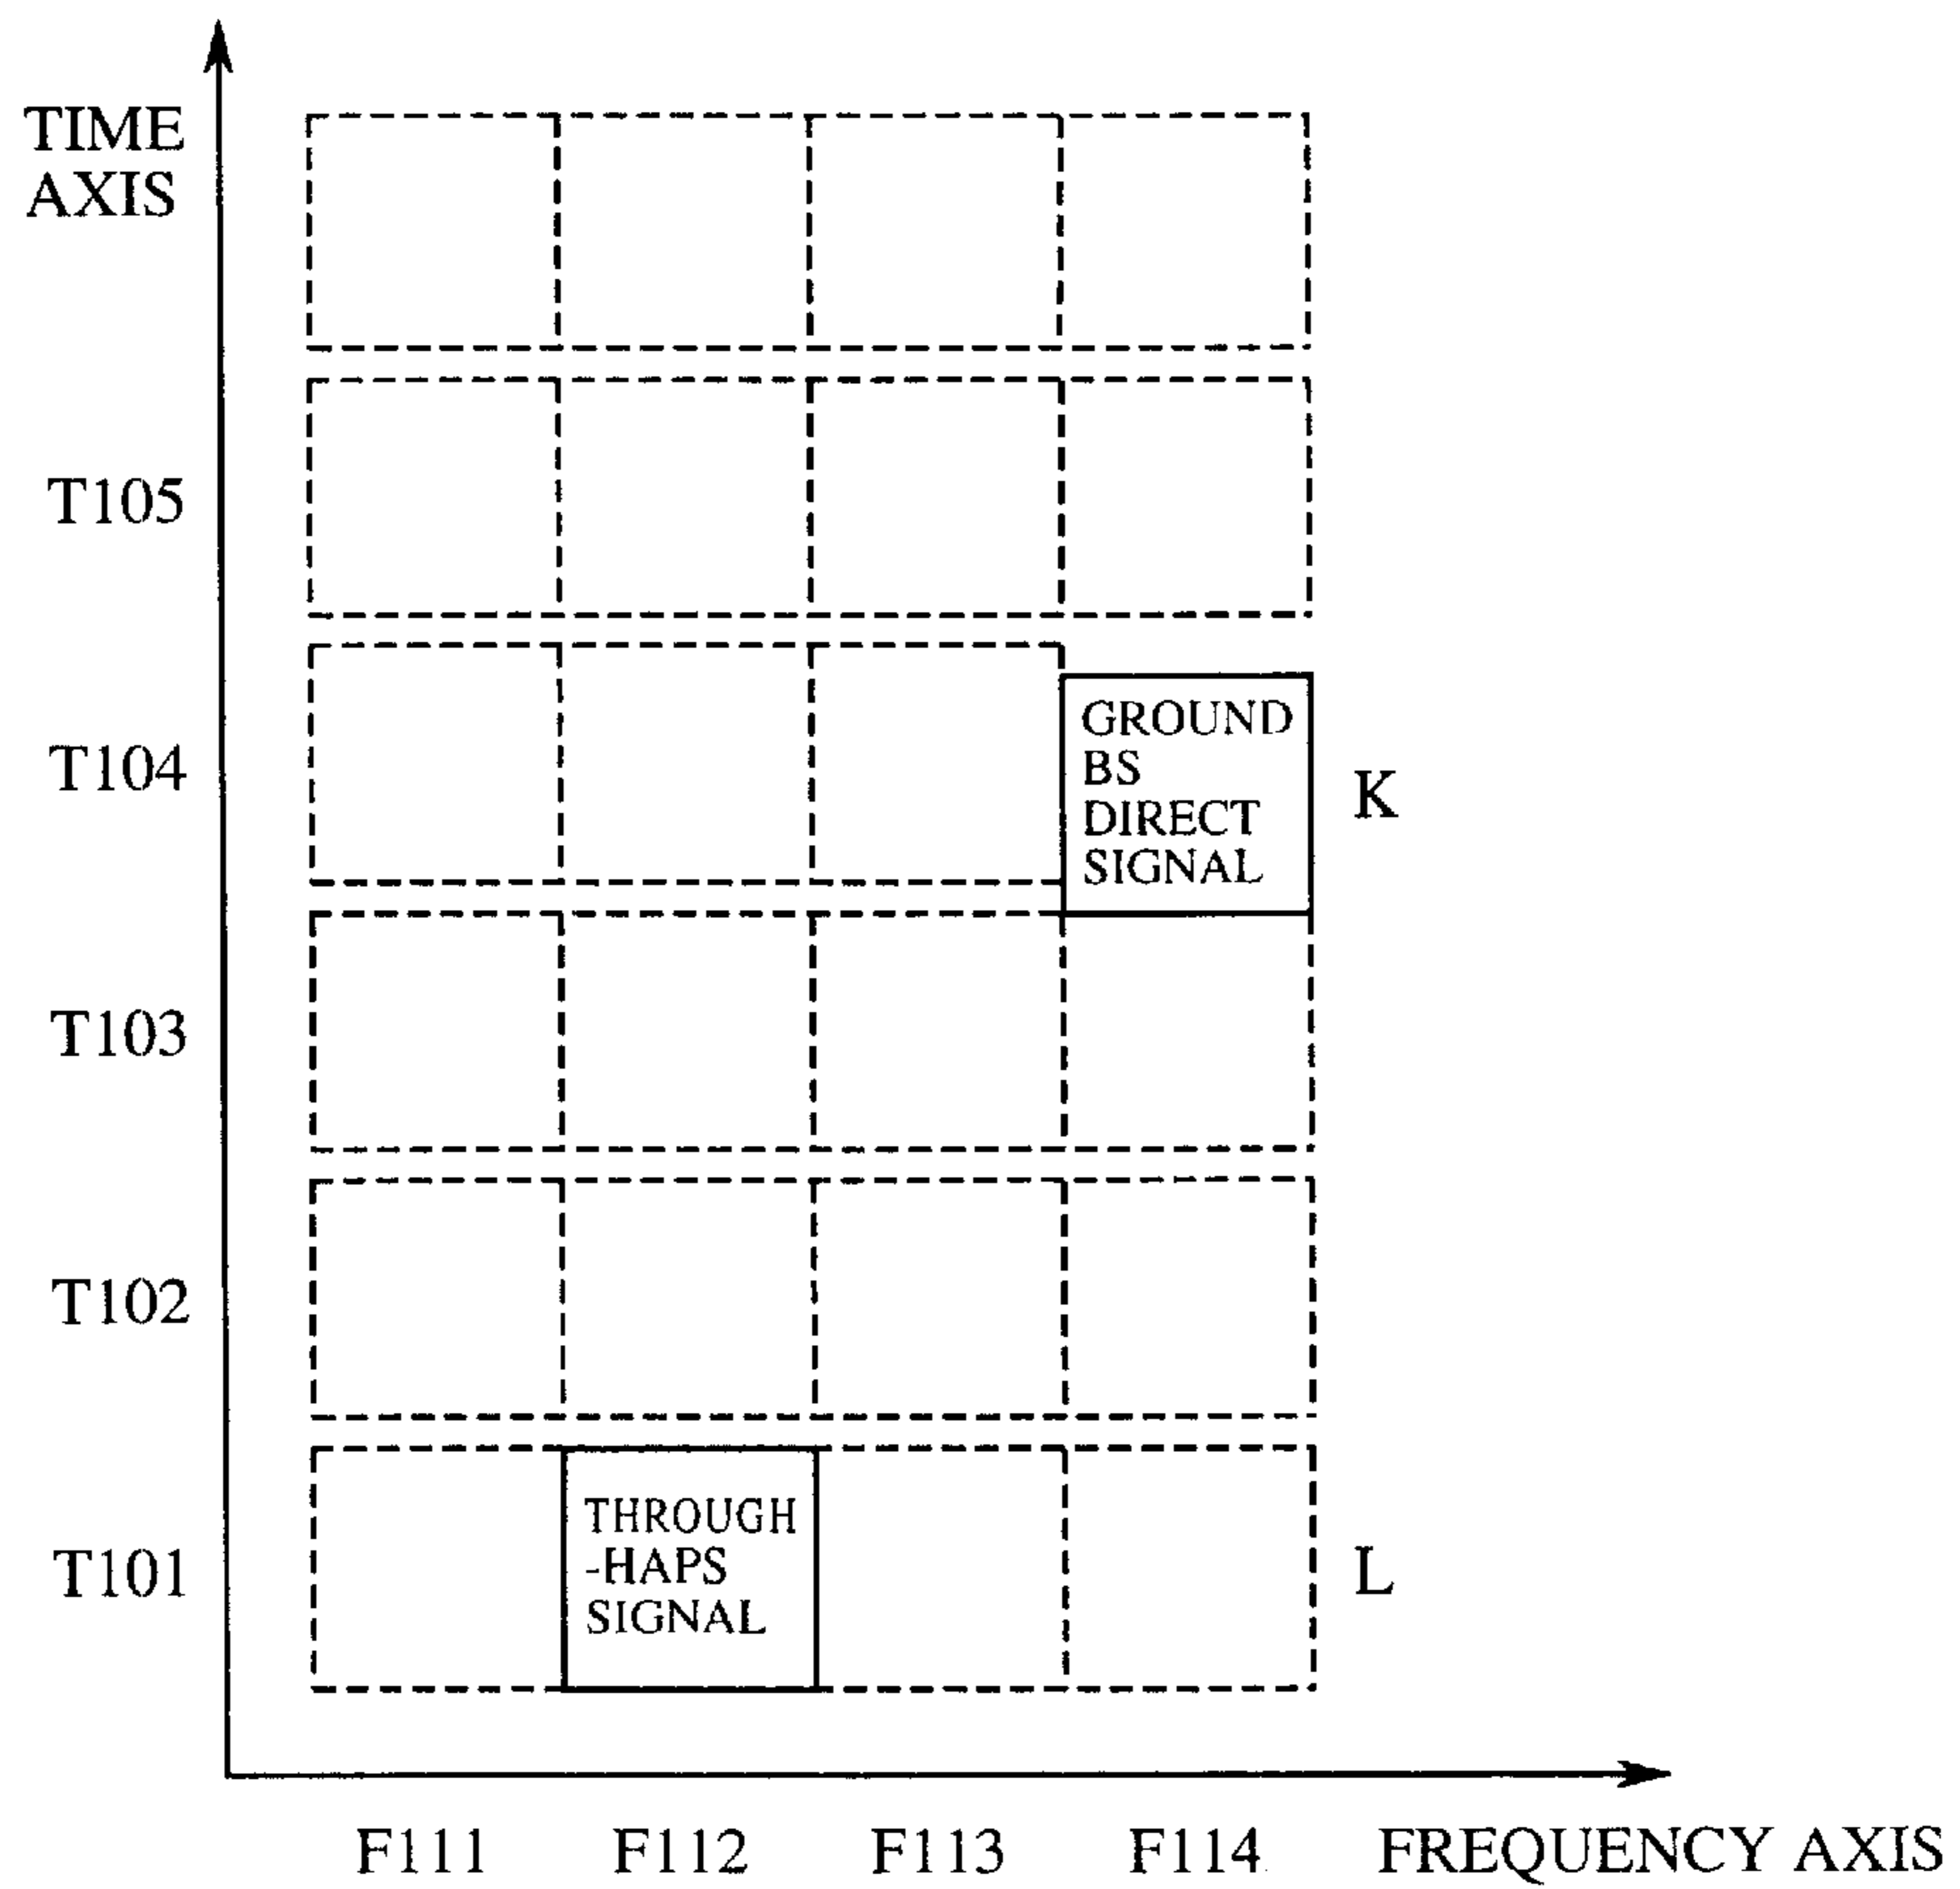 TIME
AXIS
T105
T104
GROUND
BS
DIRECT
SIGNAL
K
T103
T102
T101
THROUGH
-HAPS
SIGNAL
L
F111 F112 F113 F114 FREQUENCY AXIS